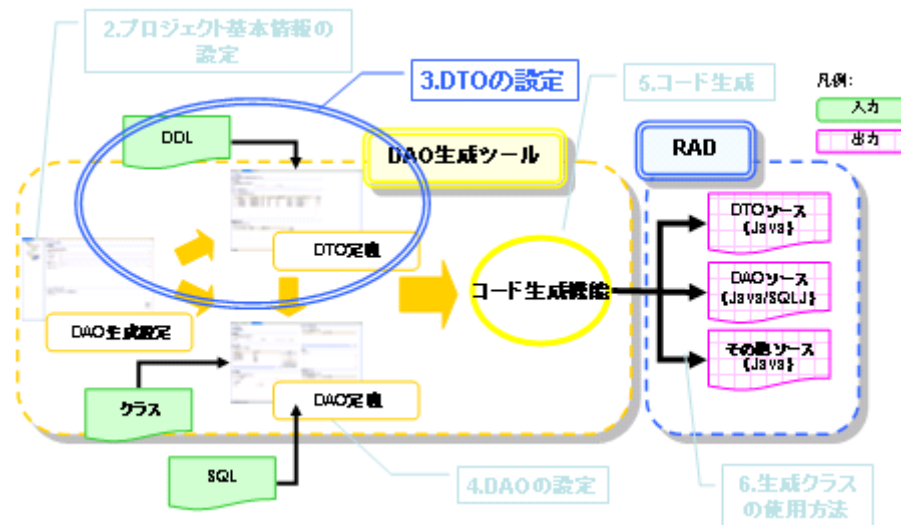 2.プロジェクト基本情報の
設定
3.DTOの設定
5.コード生成
凡例:
入力
出力
DDL
DAO生成ツール
RAD
DTOソース
(Java)
DTO定義
コード生成機能
DAOソース
(Java/SQLJ)
DAO生成設定
その他ソース
(Java)
クラス
DAO定義
SQL
4.DAOの設定
6.生成クラス
の使用方法